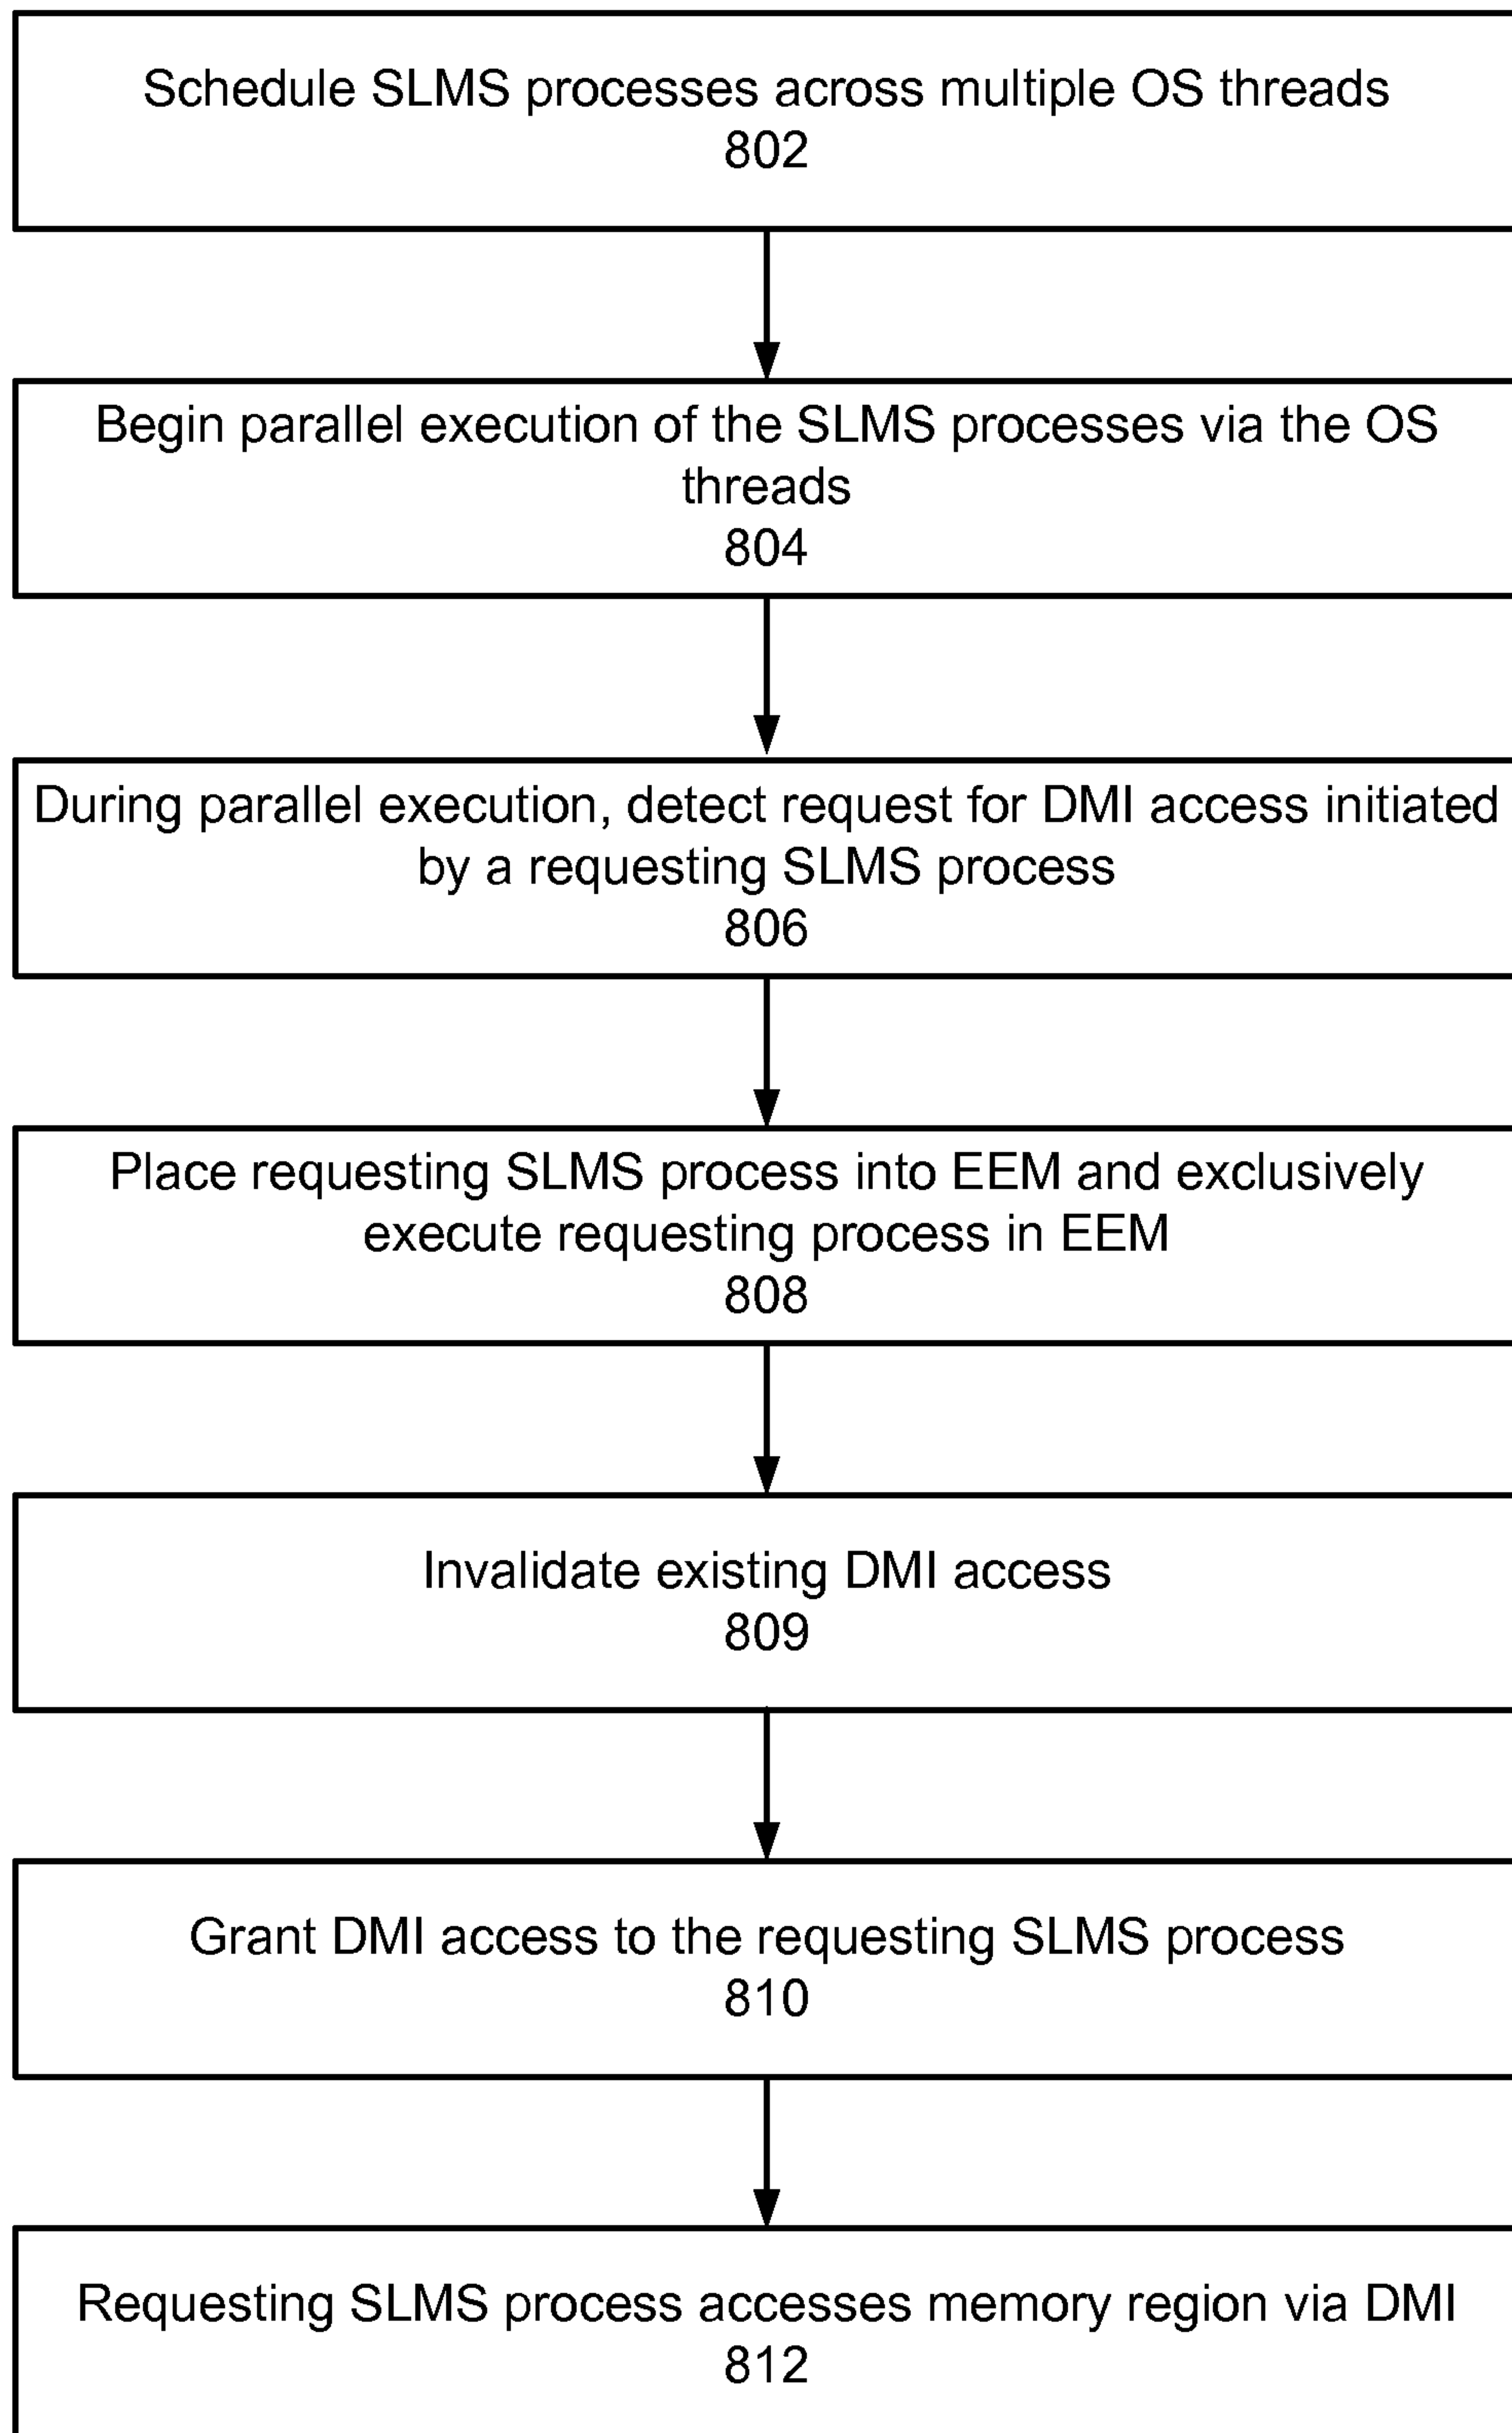 Schedule SLMS processes across multiple OS threads
802
Begin parallel execution of the SLMS processes via the OS
threads
804
During parallel execution, detect request for DMI access initiated
by a requesting SLMS process
806
Place requesting SLMS process into EEM and exclusively
execute requesting process in EEM
808
Invalidate existing DMI access
809
Grant DMI access to the requesting SLMS process
810
Requesting SLMS process accesses memory region via DMI
812